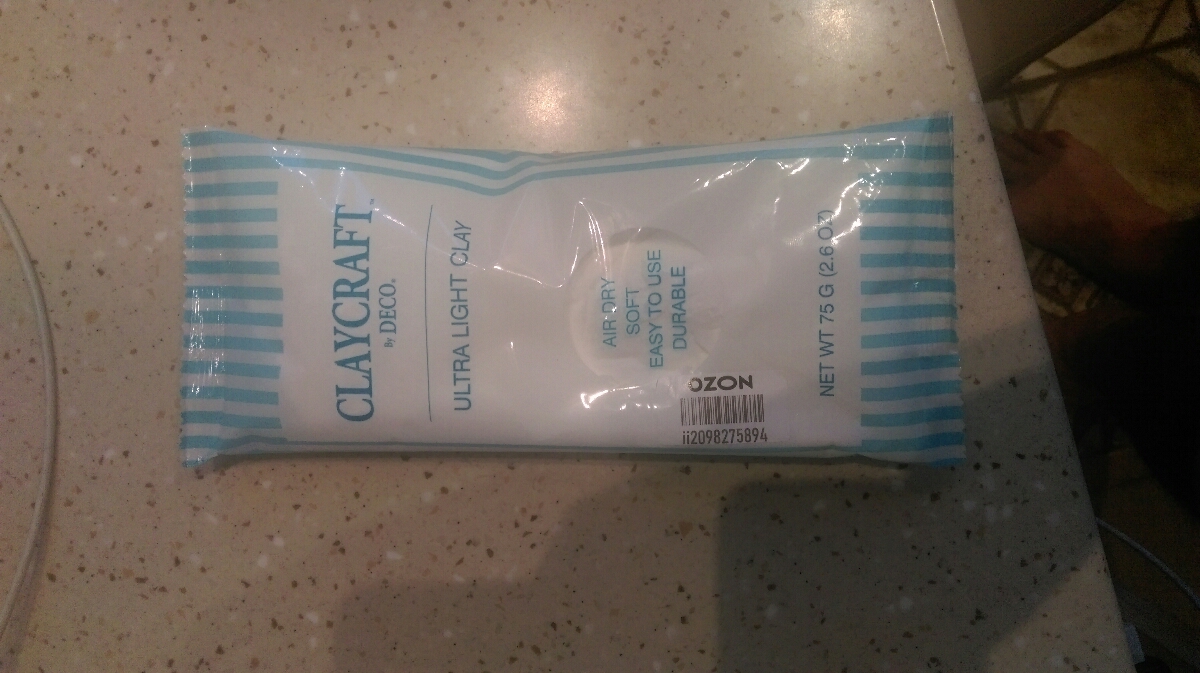 CLAYCRAFT™
By DECO®
ULTRA LIGHT CLAY
AIR DRY
SOFT
EASY TO USE
DURABLE
NET WT 75 G (2.6 OZ)
OZON
ii2098275894